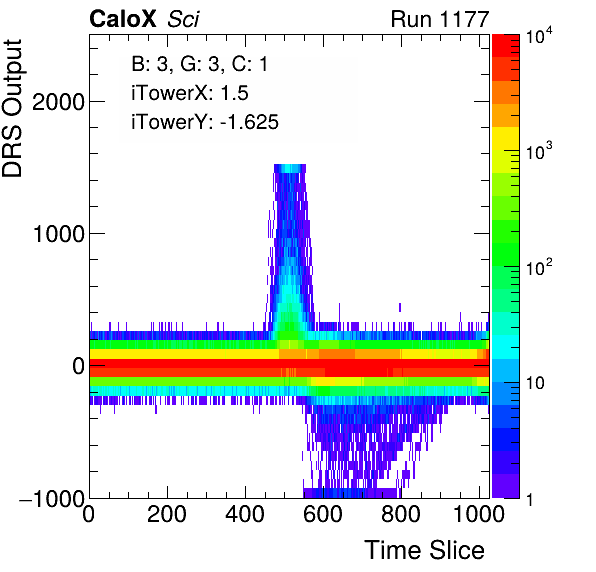 CaloX Sci Run 1177
B: 3, G: 3, C: 1
iTowerX: 1.5
iTowerY: -1.625
DRS Output
2000
1000
0
−1000
0 200 400 600 800 1000
Time Slice
10^4
10^3
10^2
10
1